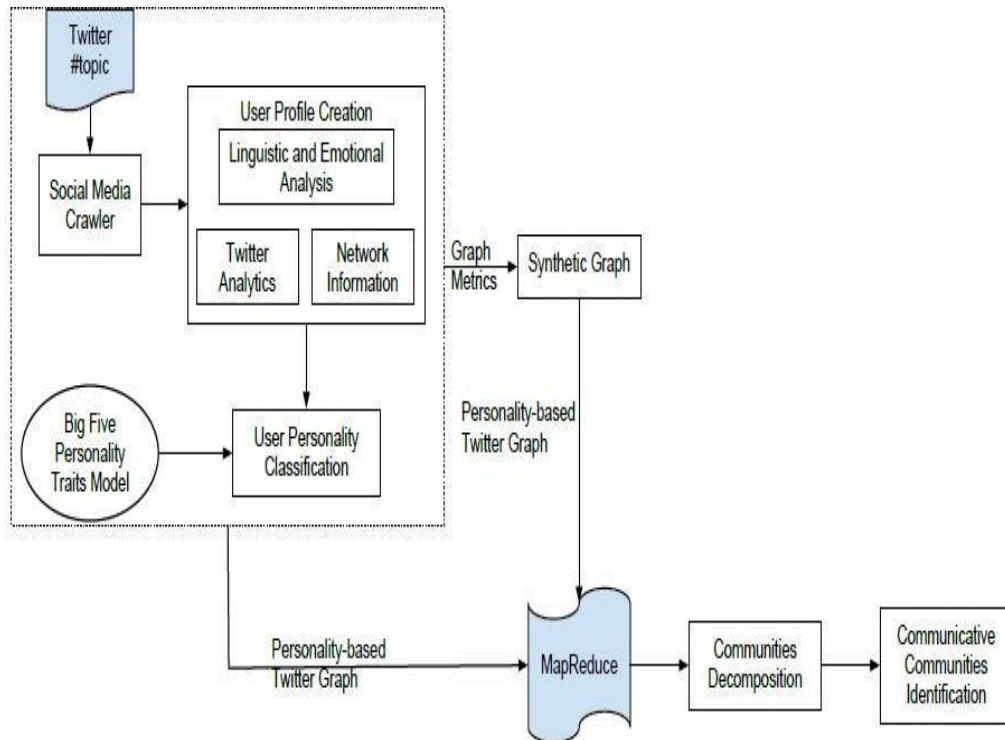 Twitter
#topic
User Profile Creation
Linguistic and Emotional
Analysis
Social Media
Crawler
Twitter
Analytics
Network
Information
Graph
Metrics
Synthetic Graph
Personality-based
Twitter Graph
Big Five
Personality
Traits Model
User Personality
Classification
Personality-based
Twitter Graph
MapReduce
Communities
Decomposition
Communicative
Communities
Identification